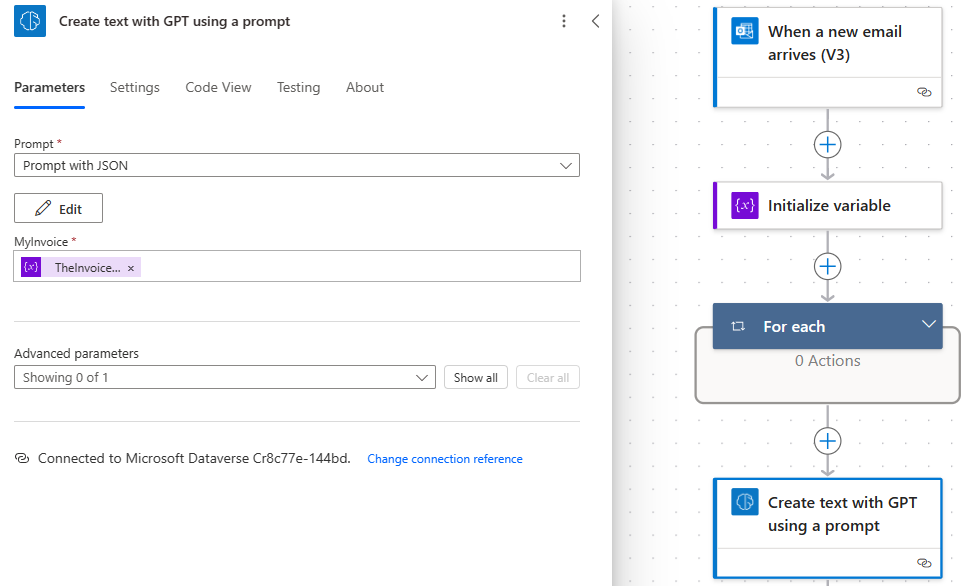 Create text with GPT using a prompt
Parameters
Settings
Code View
Testing
About
Prompt *
Prompt with JSON
Edit
MyInvoice *
{x} TheInvoice... ×
Advanced parameters
Showing 0 of 1
Show all
Clear all
Connected to Microsoft Dataverse Cr8c77e-144bd.
Change connection reference
When a new email
arrives (V3)
{x} Initialize variable
For each
0 Actions
Create text with GPT
using a prompt